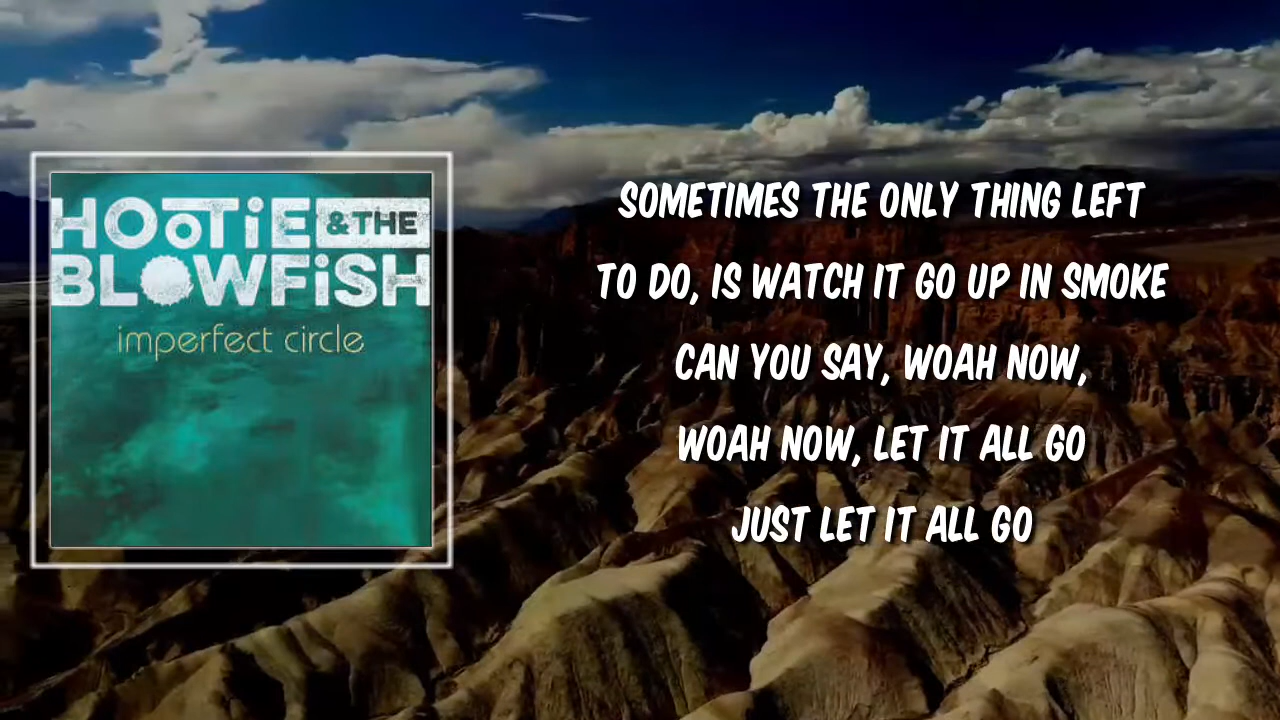 HOOTiE &THE
BLOWFiSH
imperfect circle
SOMETIMES THE ONLY THING LEFT
TO DO, IS WATCH IT GO UP IN SMOKE
CAN YOU SAY, WOAH NOW,
WOAH NOW, LET IT ALL GO
JUST LET IT ALL GO